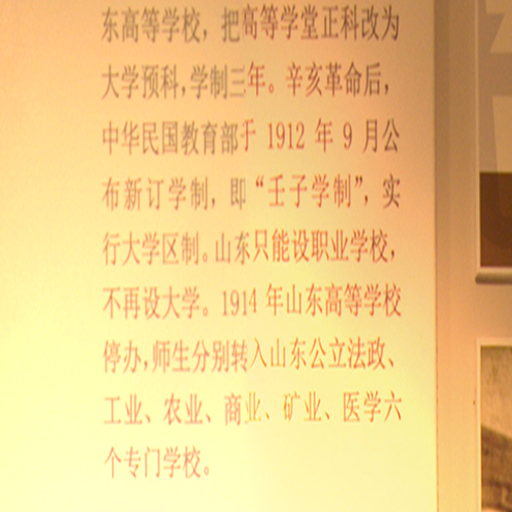 东高等学校，把高等学堂正科改为
大学预科，学制三年。辛亥革命后，
中华民国教育部于 1912 年 9 月公
布新订学制，即“壬子学制”，实
行大学区制。山东只能设职业学校，
不再设大学。1914 年山东高等学校
停办，师生分别转入山东公立法政、
工业、农业、商业、矿业、医学六
个专门学校。